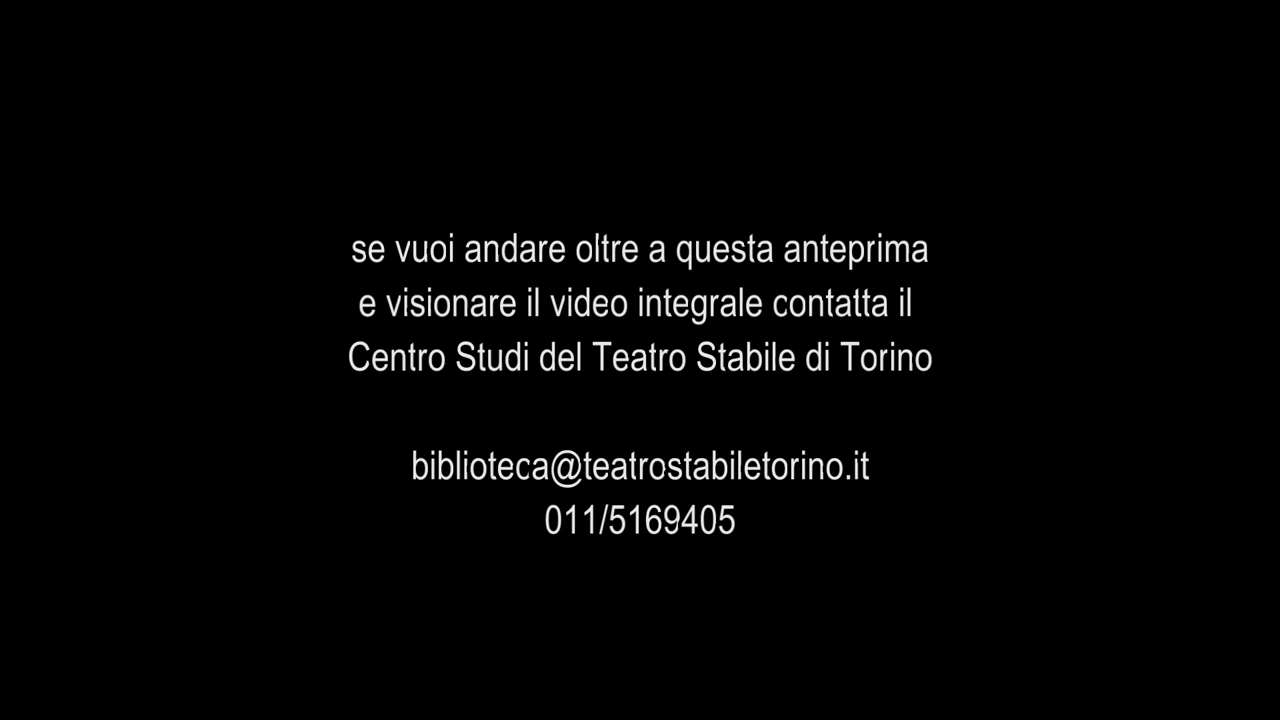 se vuoi andare oltre a questa anteprima
e visionare il video integrale contatta il
Centro Studi del Teatro Stabile di Torino
biblioteca@teatrostabiletorino.it
011/5169405